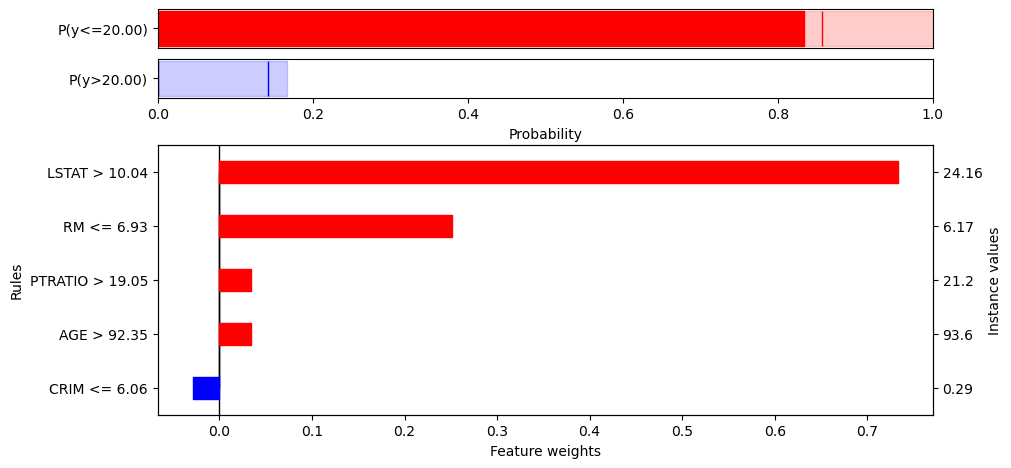 P(y<=20.00)
P(y>20.00)
0.0 0.2 0.4 0.6 0.8 1.0
Probability
LSTAT > 10.04 24.16
RM <= 6.93 6.17
PTRATIO > 19.05 21.2
AGE > 92.35 93.6
CRIM <= 6.06 0.29
Rules
Instance values
0.0 0.1 0.2 0.3 0.4 0.5 0.6 0.7
Feature weights